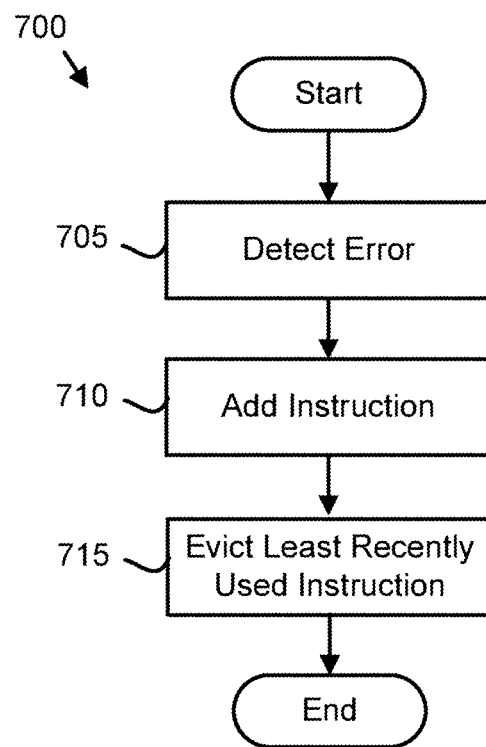 700
Start
705
Detect Error
710
Add Instruction
715
Evict Least Recently
Used Instruction
End